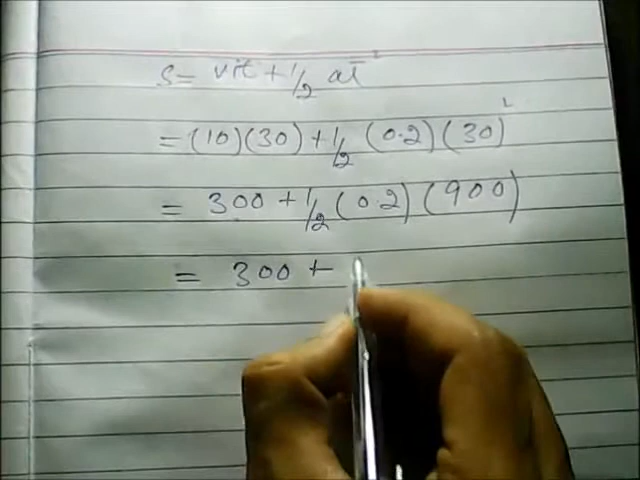 S = vit + 1/2 at²
= (10)(30) + 1/2 (0.2)(30)²
= 300 + 1/2 (0.2)(900)
= 300 +